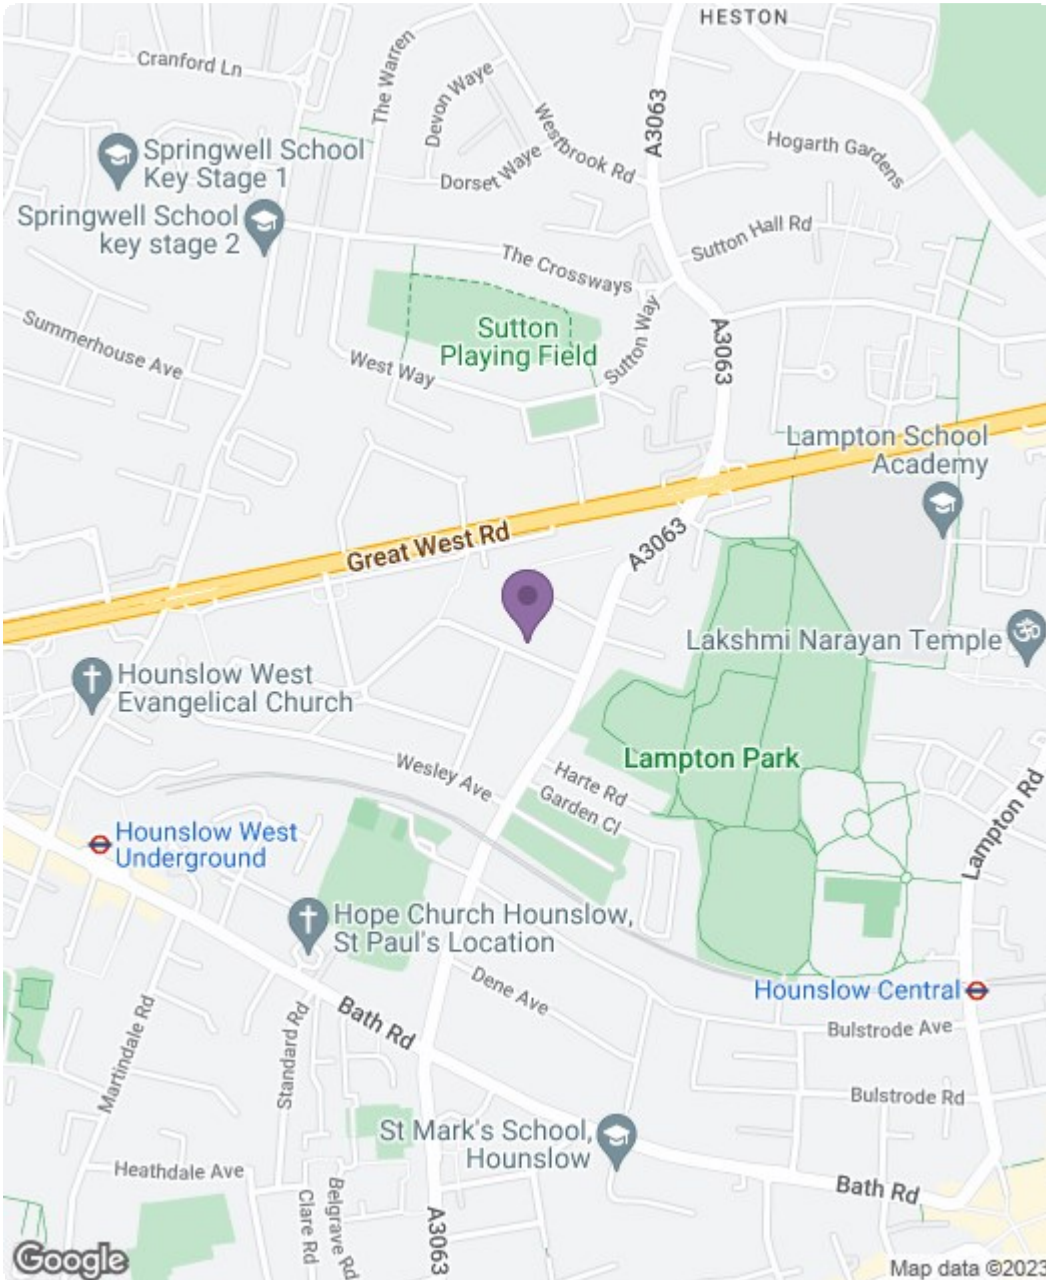 HESTON
Cranford Ln
The Warren
Devon Waye
Westbrook Rd
A3063
Hogarth Gardens
Springwell School
Key Stage 1
Dorset Waye
Springwell School
key stage 2
Sutton Hall Rd
The Crossways
Summerhouse Ave
Sutton
Playing Field
Sutton Way
A3063
West Way
Lampton School
Academy
Great West Rd
A3063
Lakshmi Narayan Temple
Hounslow West
Evangelical Church
Lampton Park
Wesley Ave
Harte Rd
Garden Cl
Lampton Rd
Hounslow West
Underground
Hope Church Hounslow,
St Paul's Location
Dene Ave
Hounslow Central
Bath Rd
Bulstrode Ave
Martindale Rd
Standard Rd
Bulstrode Rd
St Mark's School,
Hounslow
Heathdale Ave
Bath Rd
Clare Rd
Belgrave Rd
A3063
Google
Map data ©2023